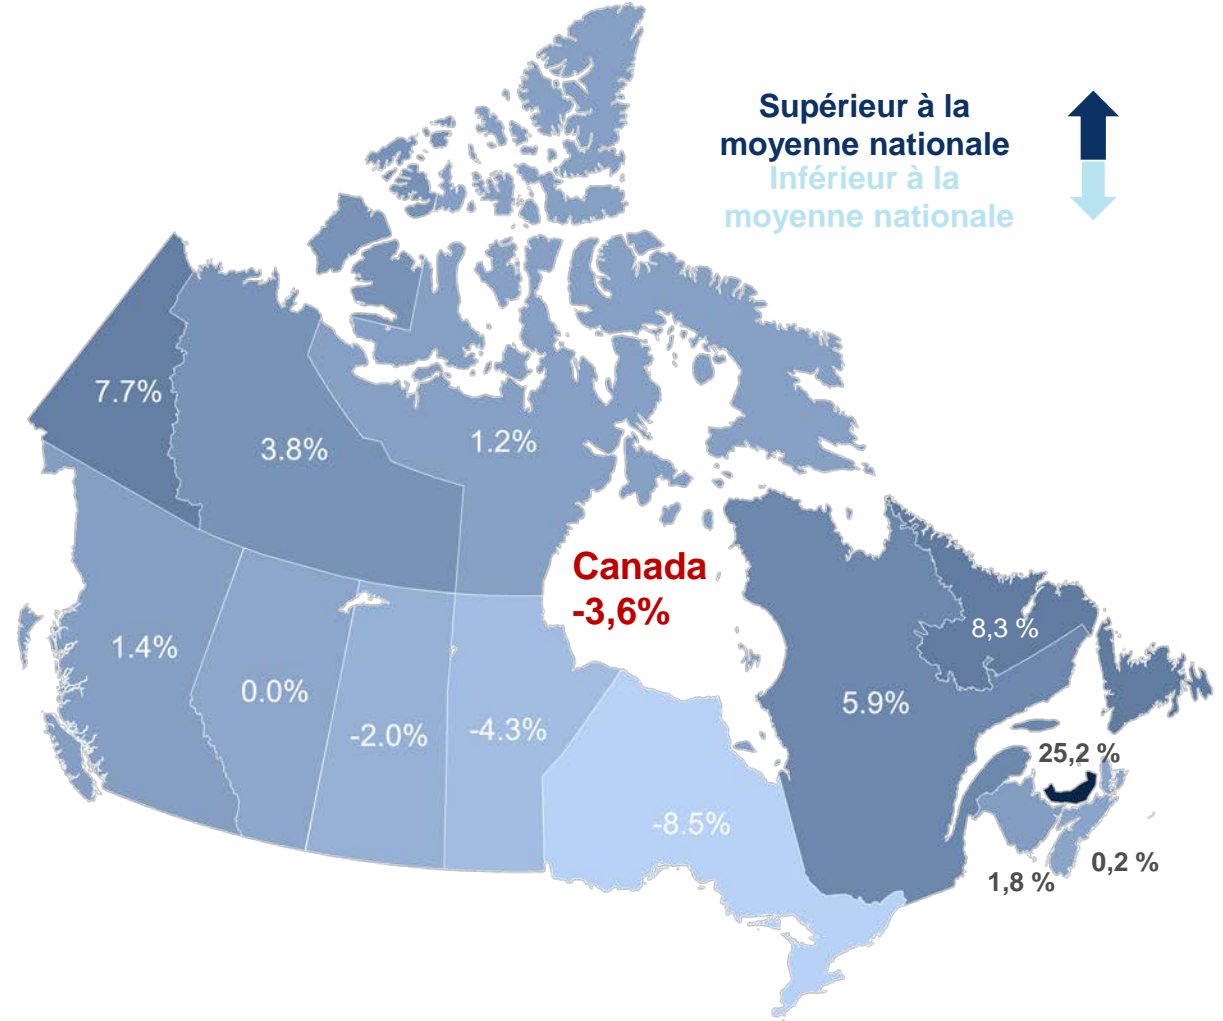 Supérieur à la
moyenne nationale
Inférieur à la
moyenne nationale
7.7%
3.8%
1.2%
Canada
-3,6%
1.4%
0.0%
-2.0%
-4.3%
-8.5%
5.9%
8,3 %
25,2 %
1,8 %
0,2 %